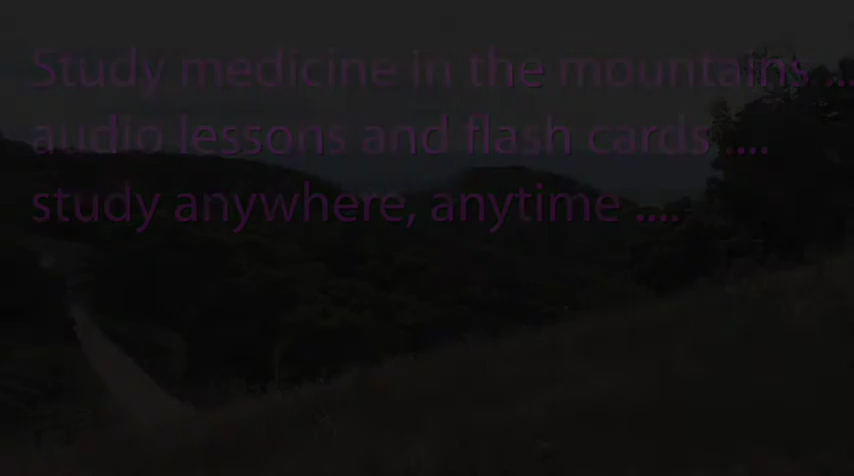 Study medicine in the mountains ...
audio lessons and flash cards ....
study anywhere, anytime ....